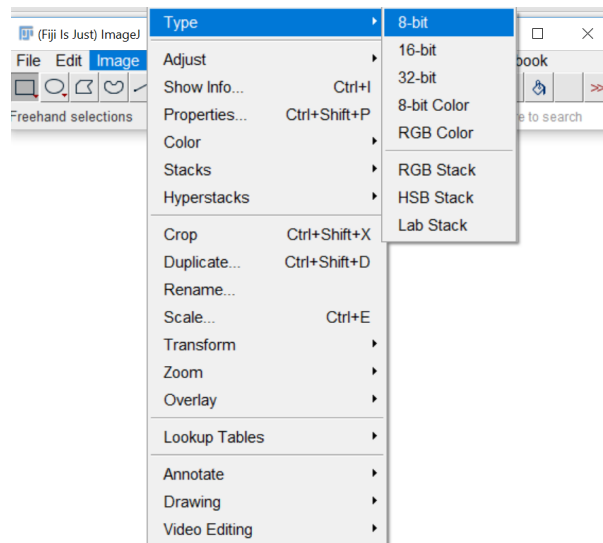 (Fiji Is Just) ImageJ
File Edit Image
Freehand selections
Type
Adjust
Show Info... Ctrl+I
Properties... Ctrl+Shift+P
Color
Stacks
Hyperstacks
Crop Ctrl+Shift+X
Duplicate... Ctrl+Shift+D
Rename...
Scale... Ctrl+E
Transform
Zoom
Overlay
Lookup Tables
Annotate
Drawing
Video Editing
8-bit
16-bit
32-bit
8-bit Color
RGB Color
RGB Stack
HSB Stack
Lab Stack
to search